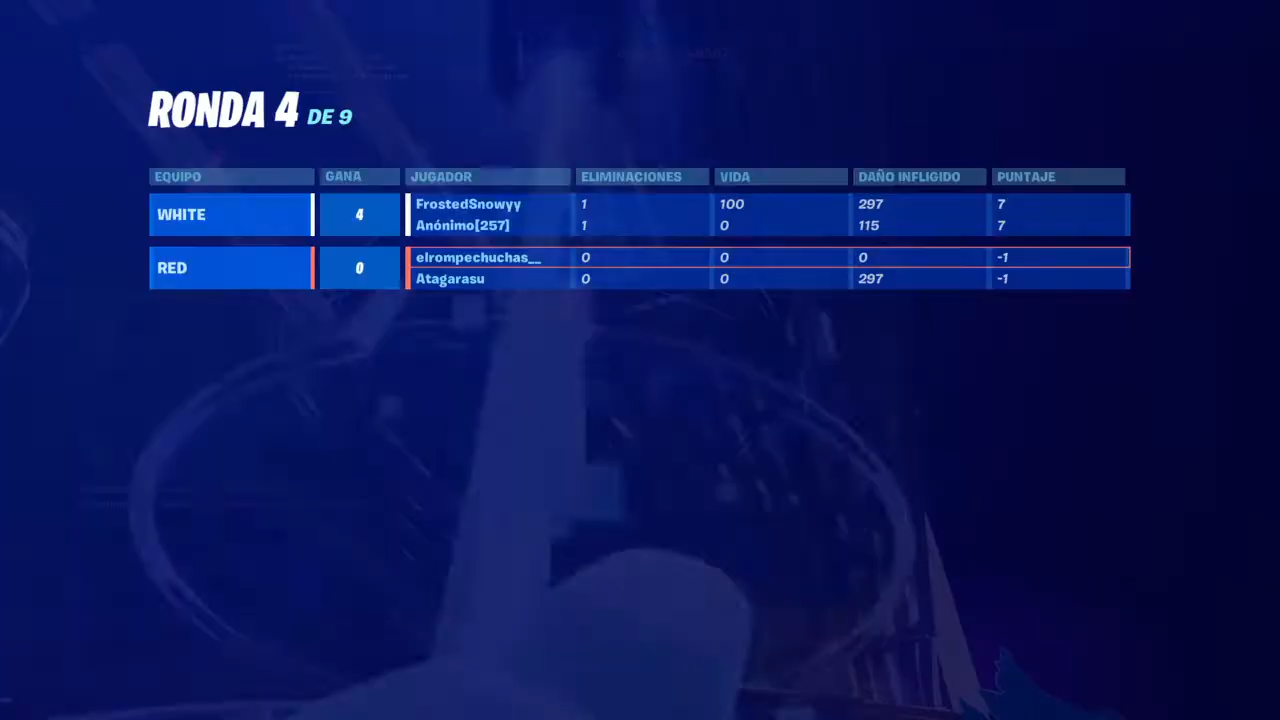 RONDA 4 DE 9
EQUIPO GANA JUGADOR ELIMINACIONES VIDA DAÑO INFLIGIDO PUNTAJE
WHITE 4 FrostedSnowyy 1 100 297 7
Anónimo[257] 1 0 115 7
RED 0 elrompechuchas__ 0 0 0 -1
Atagarasu 0 0 297 -1